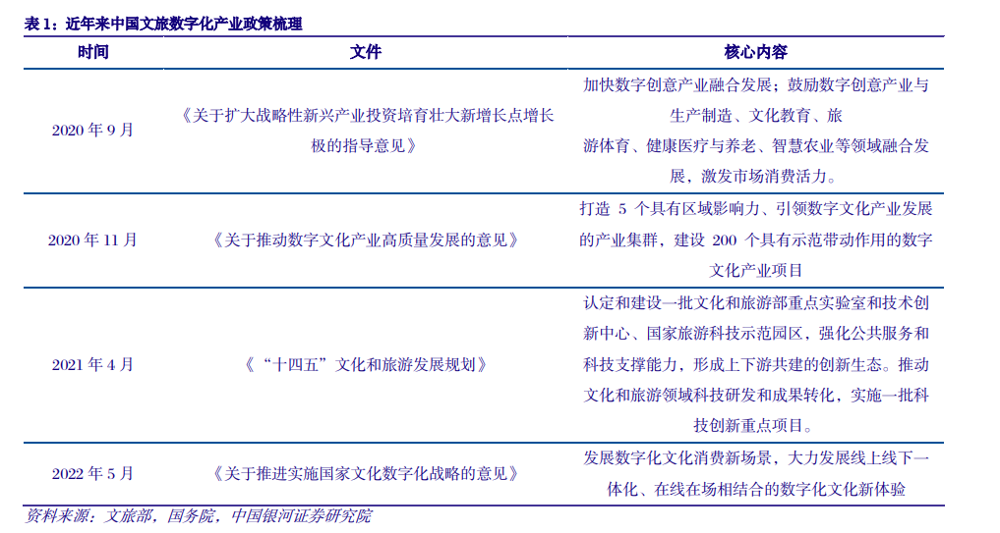 表 1：近年来中国文旅数字化产业政策梳理
时间 文件 核心内容
2020 年 9 月
《关于扩大战略性新兴产业投资培育壮大新增长点增长
极的指导意见》
加快数字创意产业融合发展；鼓励数字创意产业与
生产制造、文化教育、旅
游体育、健康医疗与养老、智慧农业等领域融合发
展，激发市场消费活力。
2020 年 11 月
《关于推动数字文化产业高质量发展的意见》
打造 5 个具有区域影响力、引领数字文化产业发展
的产业集群，建设 200 个具有示范带动作用的数字
文化产业项目
2021 年 4 月
《“十四五”文化和旅游发展规划》
认定和建设一批文化和旅游部重点实验室和技术创
新中心、国家旅游科技示范园区，强化公共服务和
科技支撑能力，形成上下游共建的创新生态。推动
文化和旅游领域科技研发和成果转化，实施一批科
技创新重点项目。
2022 年 5 月
《关于推进实施国家文化数字化战略的意见》
发展数字化文化消费新场景，大力发展线上线下一
体化、在线在场相结合的数字化文化新体验
资料来源：文旅部，国务院，中国银河证券研究院